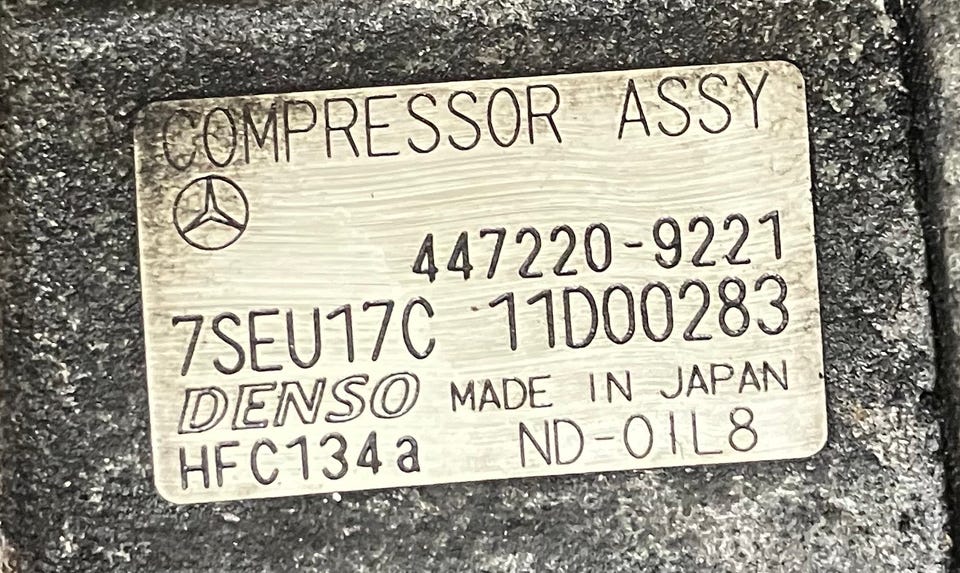 COMPRESSOR ASSY
447220-9221
7SEU17C 11D00283
DENSO MADE IN JAPAN
HFC134a ND-OIL8